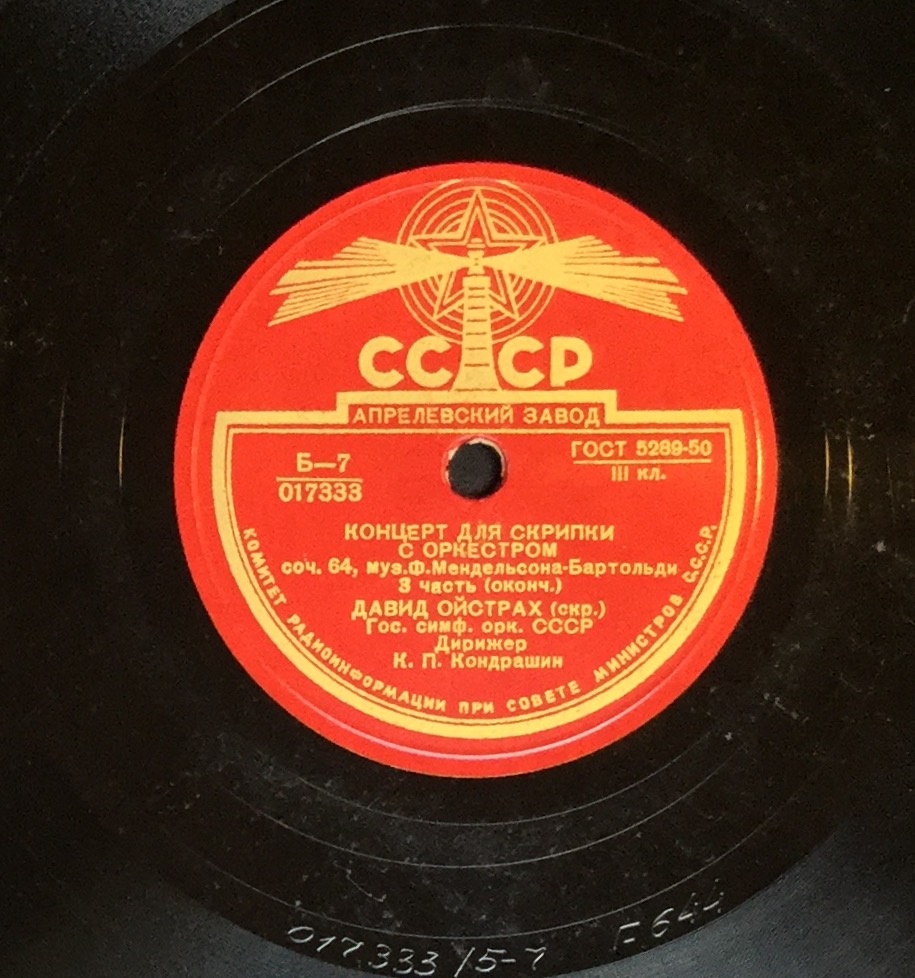 СССР
АПРЕЛЕВСКИЙ ЗАВОД
Б—7
017333
ГОСТ 5289-50
III кл.
КОНЦЕРТ ДЛЯ СКРИПКИ
С ОРКЕСТРОМ
соч. 64, муз.Ф.Мендельсона-Бартольди
3 часть (оконч.)
ДАВИД ОЙСТРАХ (скр.)
Гос. симф. орк. СССР
Дирижер
К. П. Кондрашин
КОМИТЕТ РАДИОИНФОРМАЦИИ ПРИ СОВЕТЕ МИНИСТРОВ С.С.С.Р.
017333 /5-7